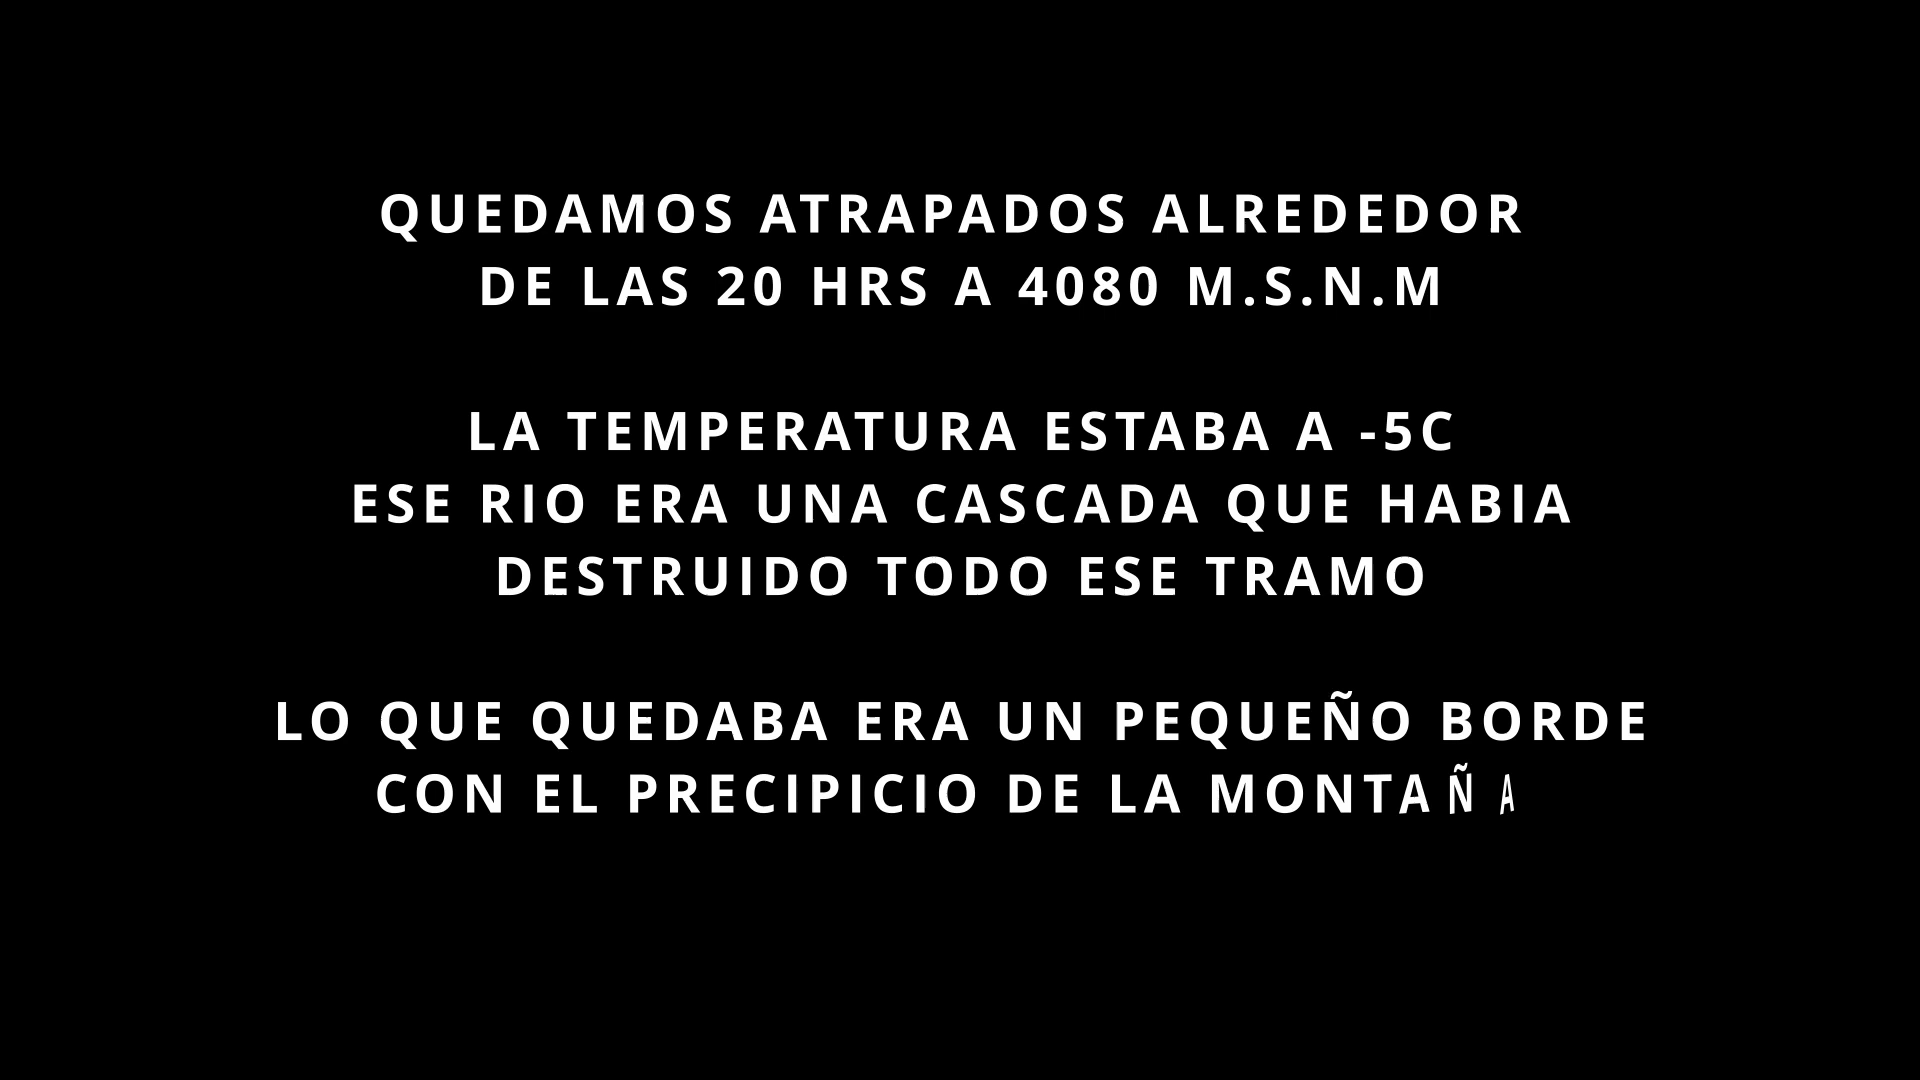 QUEDAMOS ATRAPADOS ALREDEDOR
DE LAS 20 HRS A 4080 M.S.N.M
LA TEMPERATURA ESTABA A -5C
ESE RIO ERA UNA CASCADA QUE HABIA
DESTRUIDO TODO ESE TRAMO
LO QUE QUEDABA ERA UN PEQUEÑO BORDE
CON EL PRECIPICIO DE LA MONTAÑA